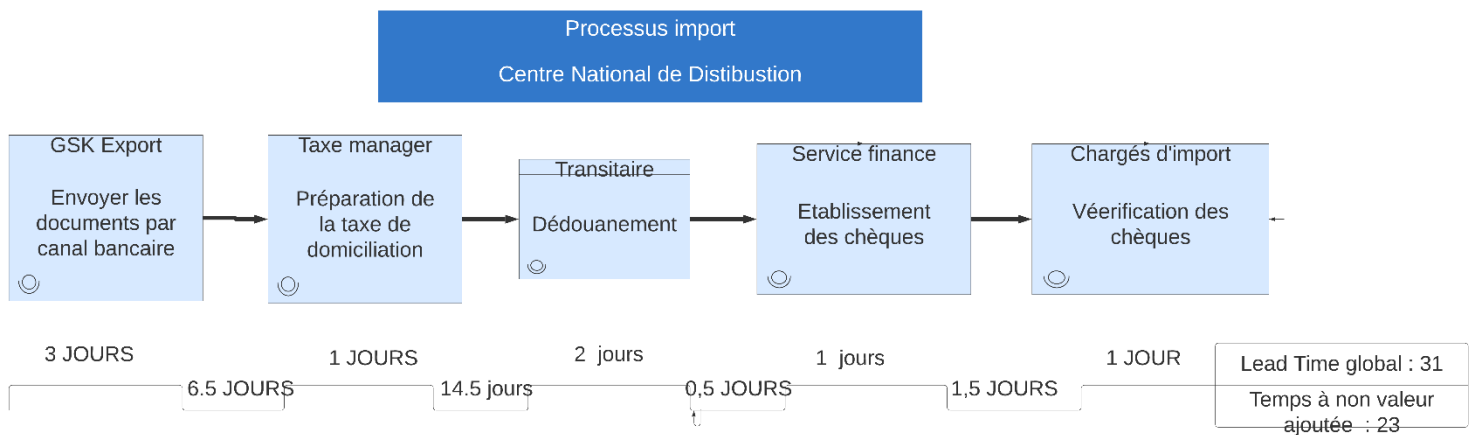 Processus import
Centre National de Distibustion
GSK Export
Envoyer les
documents par
canal bancaire
Taxe manager
Préparation de
la taxe de
domiciliation
Transitaire
Dédouanement
Service finance
Etablissement
des chèques
Chargés d'import
Véerification des
chèques
3 JOURS
6.5 JOURS
1 JOURS
14.5 jours
2 jours
0,5 JOURS
1 jours
1,5 JOURS
1 JOUR
Lead Time global : 31
Temps à non valeur
ajoutée : 23